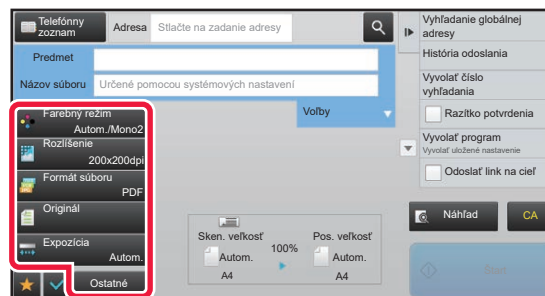 Telefónny
zoznam
Adresa
Stlačte na zadanie adresy
Predmet
Názov súboru
Určené pomocou systémových nastavení
Voľby
Farebný režim
Autom./Mono2
Rozlíšenie
200x200dpi
Formát súboru
PDF
Originál
Expozícia
Autom.
Ostatné
Sken. veľkosť
Autom.
A4
100%
Pos. veľkosť
Autom.
A4
Vyhľadanie globálnej
adresy
História odoslania
Vyvolať číslo
vyhľadania
Razítko potvrdenia
Vyvolať program
Vyvolať uložené nastavenie
Odoslať link na cieľ
Náhľad
CA
Štart